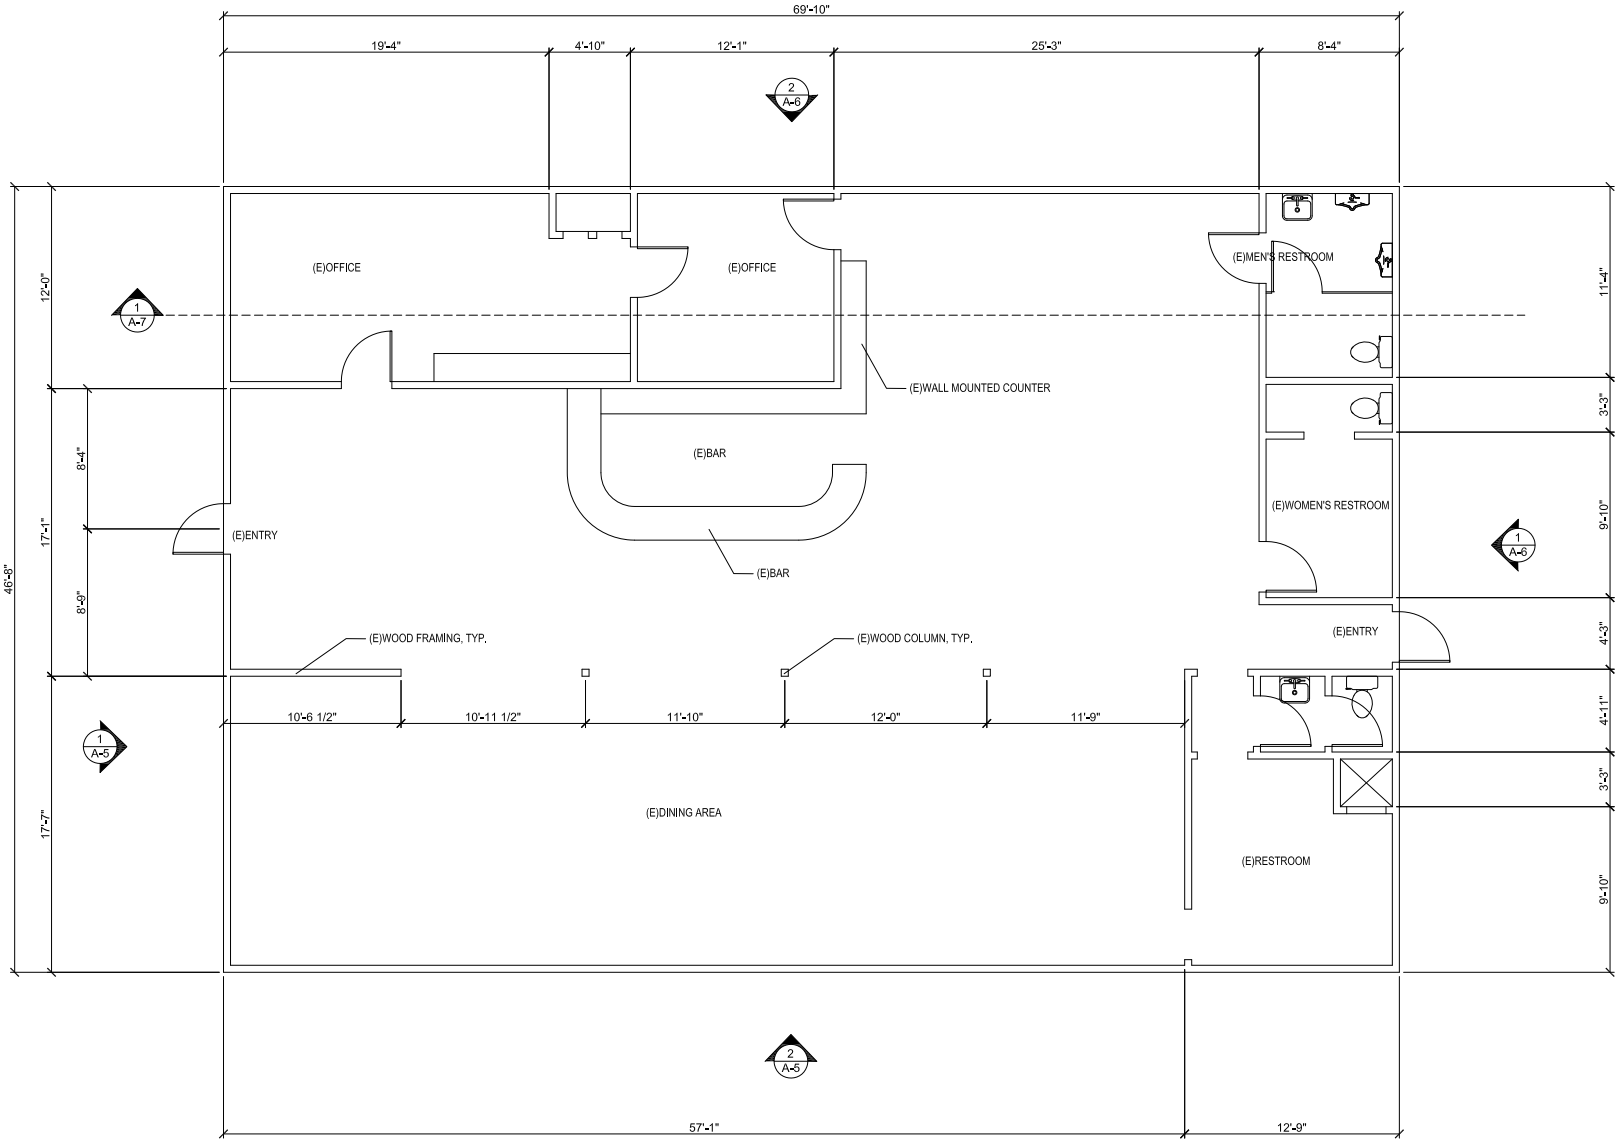 69'-10"
19'-4"
4'-10"
12'-1"
25'-3"
8'-4"
2
A-6
(E)OFFICE
(E)OFFICE
(E)MEN'S RESTROOM
12'-0"
11'-4"
1
A-7
(E)WALL MOUNTED COUNTER
3'-3"
8'-4"
(E)BAR
(E)WOMEN'S RESTROOM
9'-10"
(E)ENTRY
17'-1"
1
A-6
46'-8"
(E)BAR
8'-9"
(E)WOOD FRAMING, TYP.
(E)WOOD COLUMN, TYP.
(E)ENTRY
4'-3"
10'-6 1/2"
10'-11 1/2"
11'-10"
12'-0"
11'-9"
4'-11"
1
A-5
3'-3"
(E)DINING AREA
17'-7"
(E)RESTROOM
9'-10"
2
A-5
57'-1"
12'-9"